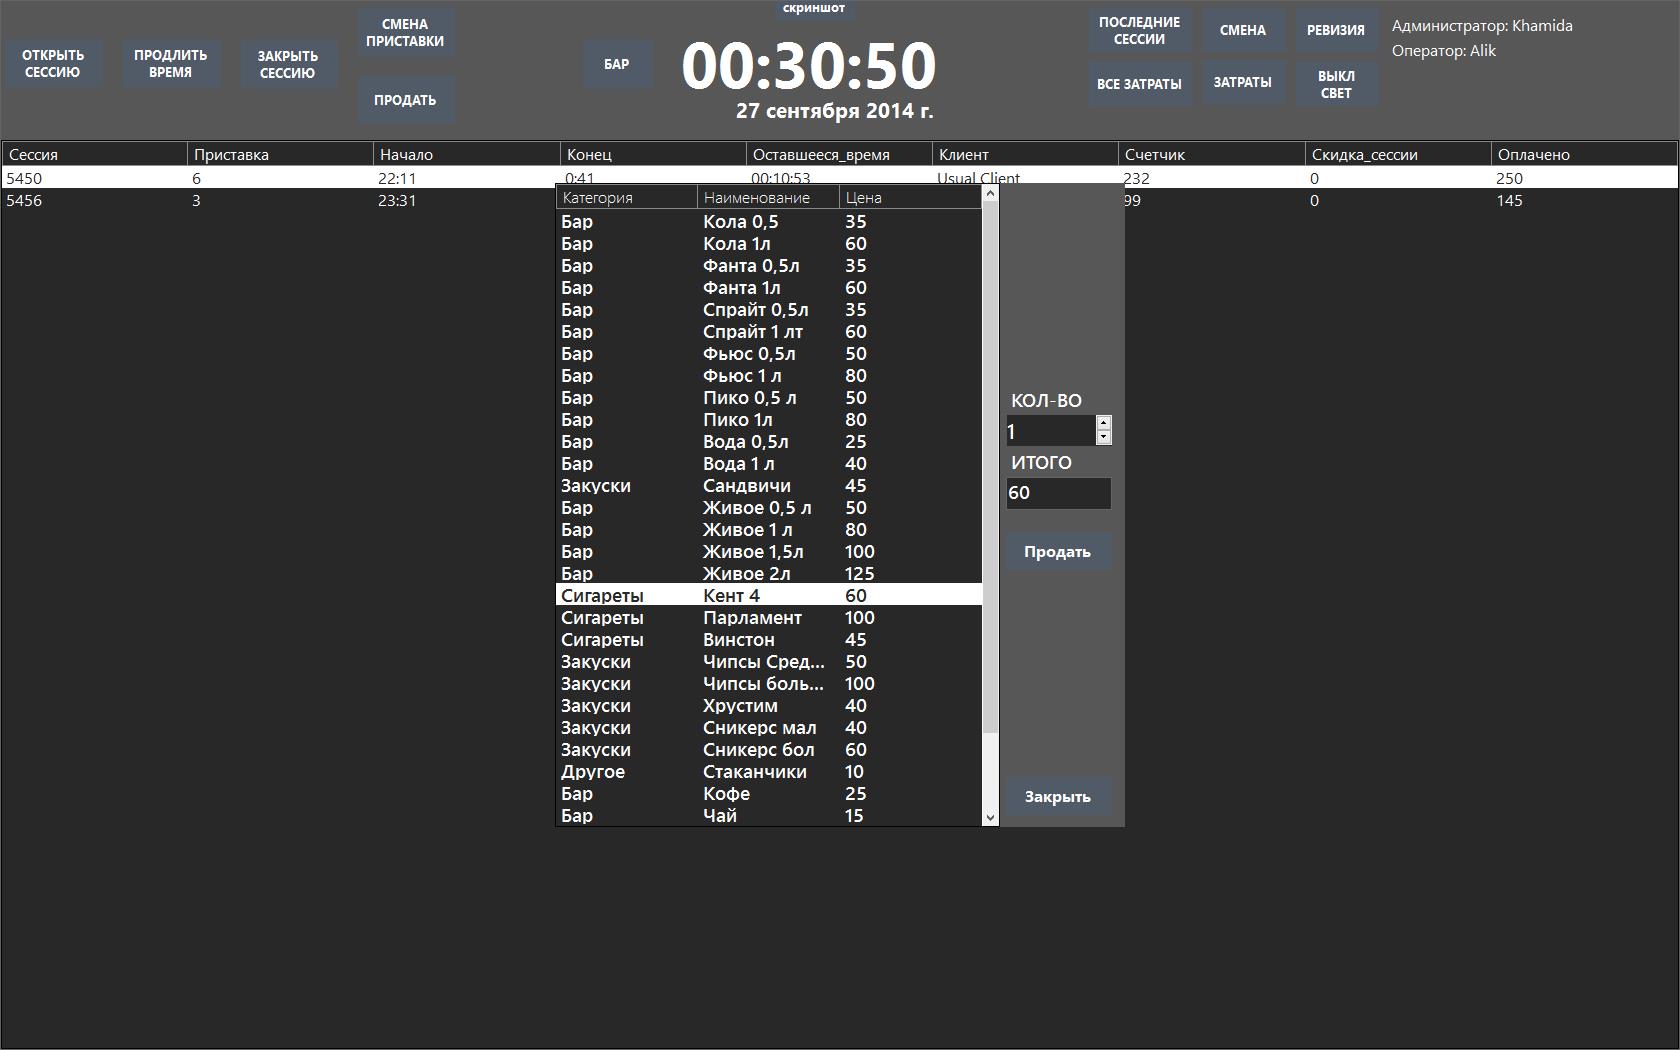 скриншот
ОТКРЫТЬ
СЕССИЮ
ПРОДЛИТЬ
ВРЕМЯ
ЗАКРЫТЬ
СЕССИЮ
СМЕНА
ПРИСТАВКИ
ПРОДАТЬ
БАР
00:30:50
27 сентября 2014 г.
ПОСЛЕДНИЕ
СЕССИИ
СМЕНА
РЕВИЗИЯ
ВСЕ ЗАТРАТЫ
ЗАТРАТЫ
ВЫКЛ
СВЕТ
Администратор: Khamida
Оператор: Alik
Сессия Приставка Начало Конец Оставшееся_время Клиент Счетчик Скидка_сессии Оплачено
5450 6 22:11 0:41 00:10:53 Usual Client 232 0 250
5456 3 23:31 99 0 145
Категория Наименование Цена
Бар Кола 0,5 35
Бар Кола 1л 60
Бар Фанта 0,5л 35
Бар Фанта 1л 60
Бар Спрайт 0,5л 35
Бар Спрайт 1 лт 60
Бар Фьюс 0,5л 50
Бар Фьюс 1 л 80
Бар Пико 0,5 л 50
Бар Пико 1л 80
Бар Вода 0,5л 25
Бар Вода 1 л 40
Закуски Сандвичи 45
Бар Живое 0,5 л 50
Бар Живое 1 л 80
Бар Живое 1,5л 100
Бар Живое 2л 125
Сигареты Кент 4 60
Сигареты Парламент 100
Сигареты Винстон 45
Закуски Чипсы Сред... 50
Закуски Чипсы боль... 100
Закуски Хрустим 40
Закуски Сникерс мал 40
Закуски Сникерс бол 60
Другое Стаканчики 10
Бар Кофе 25
Бар Чай 15
КОЛ-ВО
1
ИТОГО
60
Продать
Закрыть